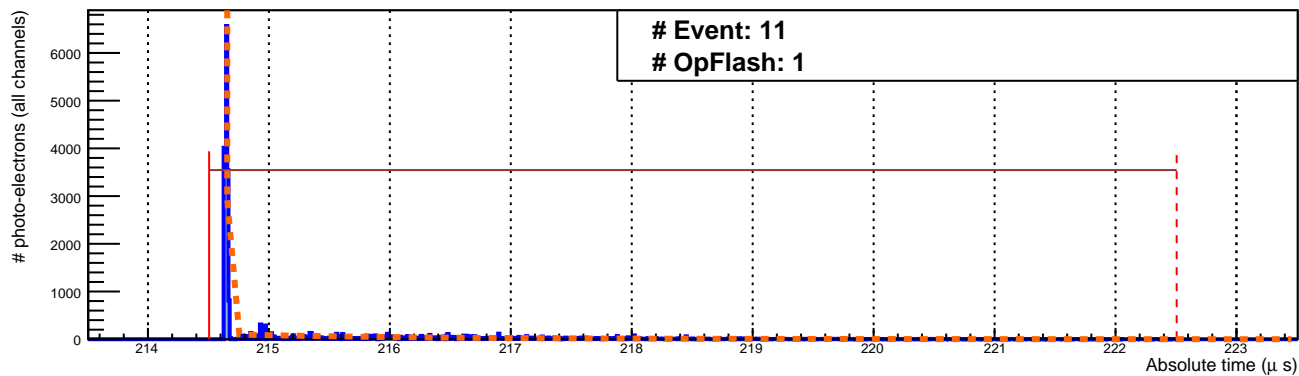 # Event: 11
# OpFlash: 1
# photo-electrons (all channels)
6000
5000
4000
3000
2000
1000
0
214 215 216 217 218 219 220 221 222 223
Absolute time (μ s)